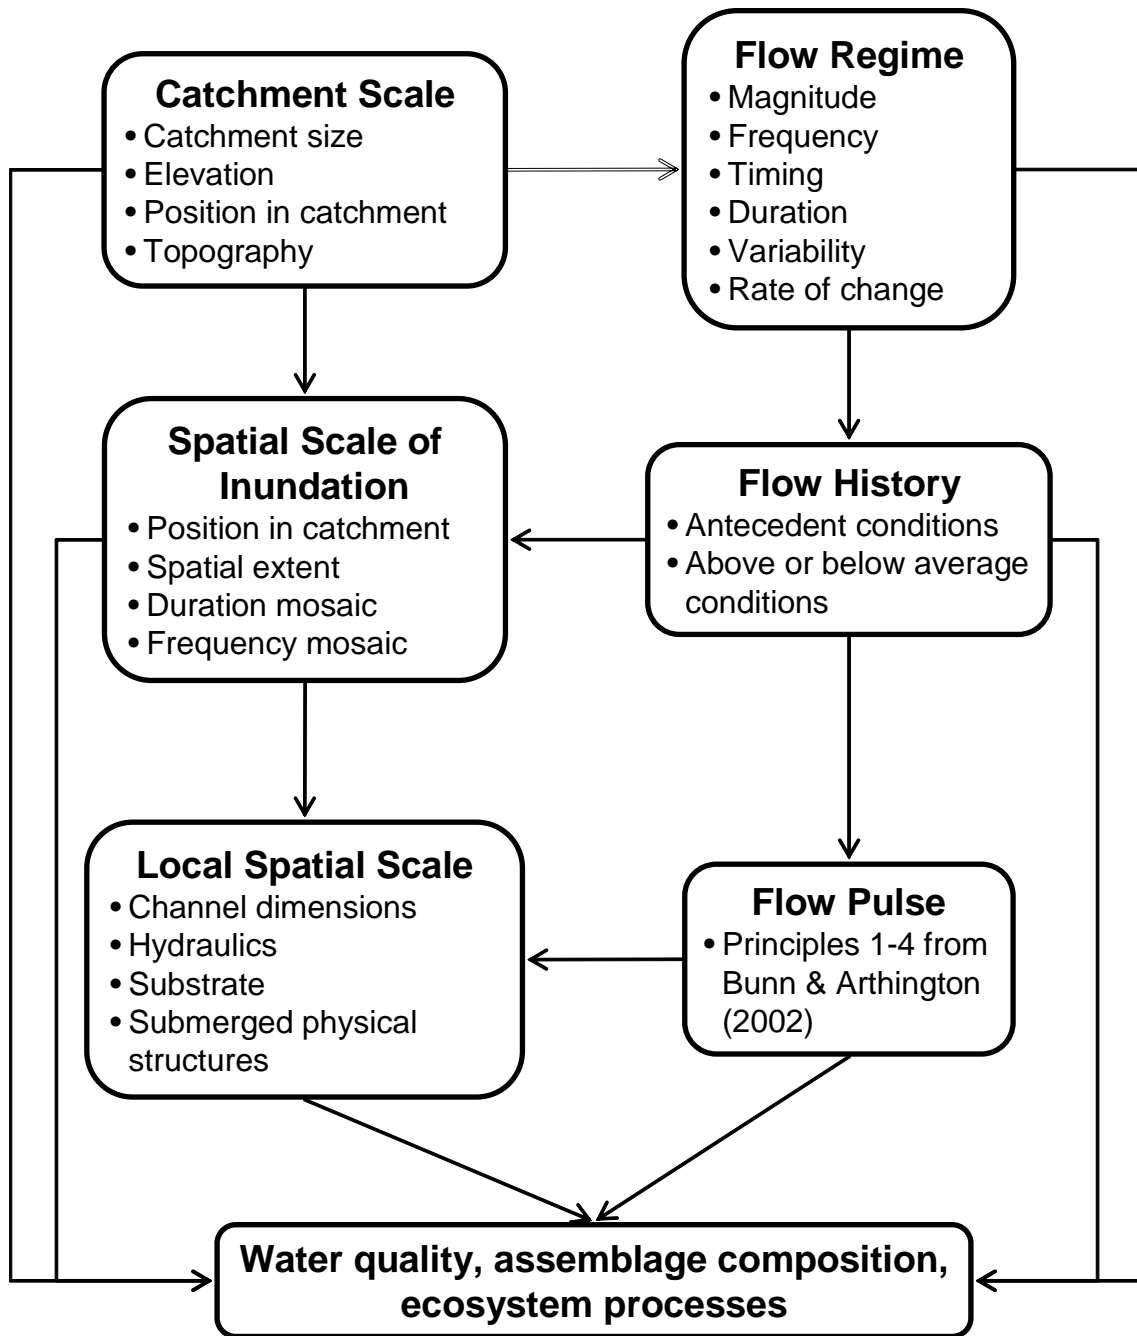 Catchment Scale
• Catchment size
• Elevation
• Position in catchment
• Topography
Flow Regime
• Magnitude
• Frequency
• Timing
• Duration
• Variability
• Rate of change
Spatial Scale of
Inundation
• Position in catchment
• Spatial extent
• Duration mosaic
• Frequency mosaic
Flow History
• Antecedent conditions
• Above or below average
conditions
Local Spatial Scale
• Channel dimensions
• Hydraulics
• Substrate
• Submerged physical
structures
Flow Pulse
• Principles 1-4 from
Bunn & Arthington
(2002)
Water quality, assemblage composition,
ecosystem processes